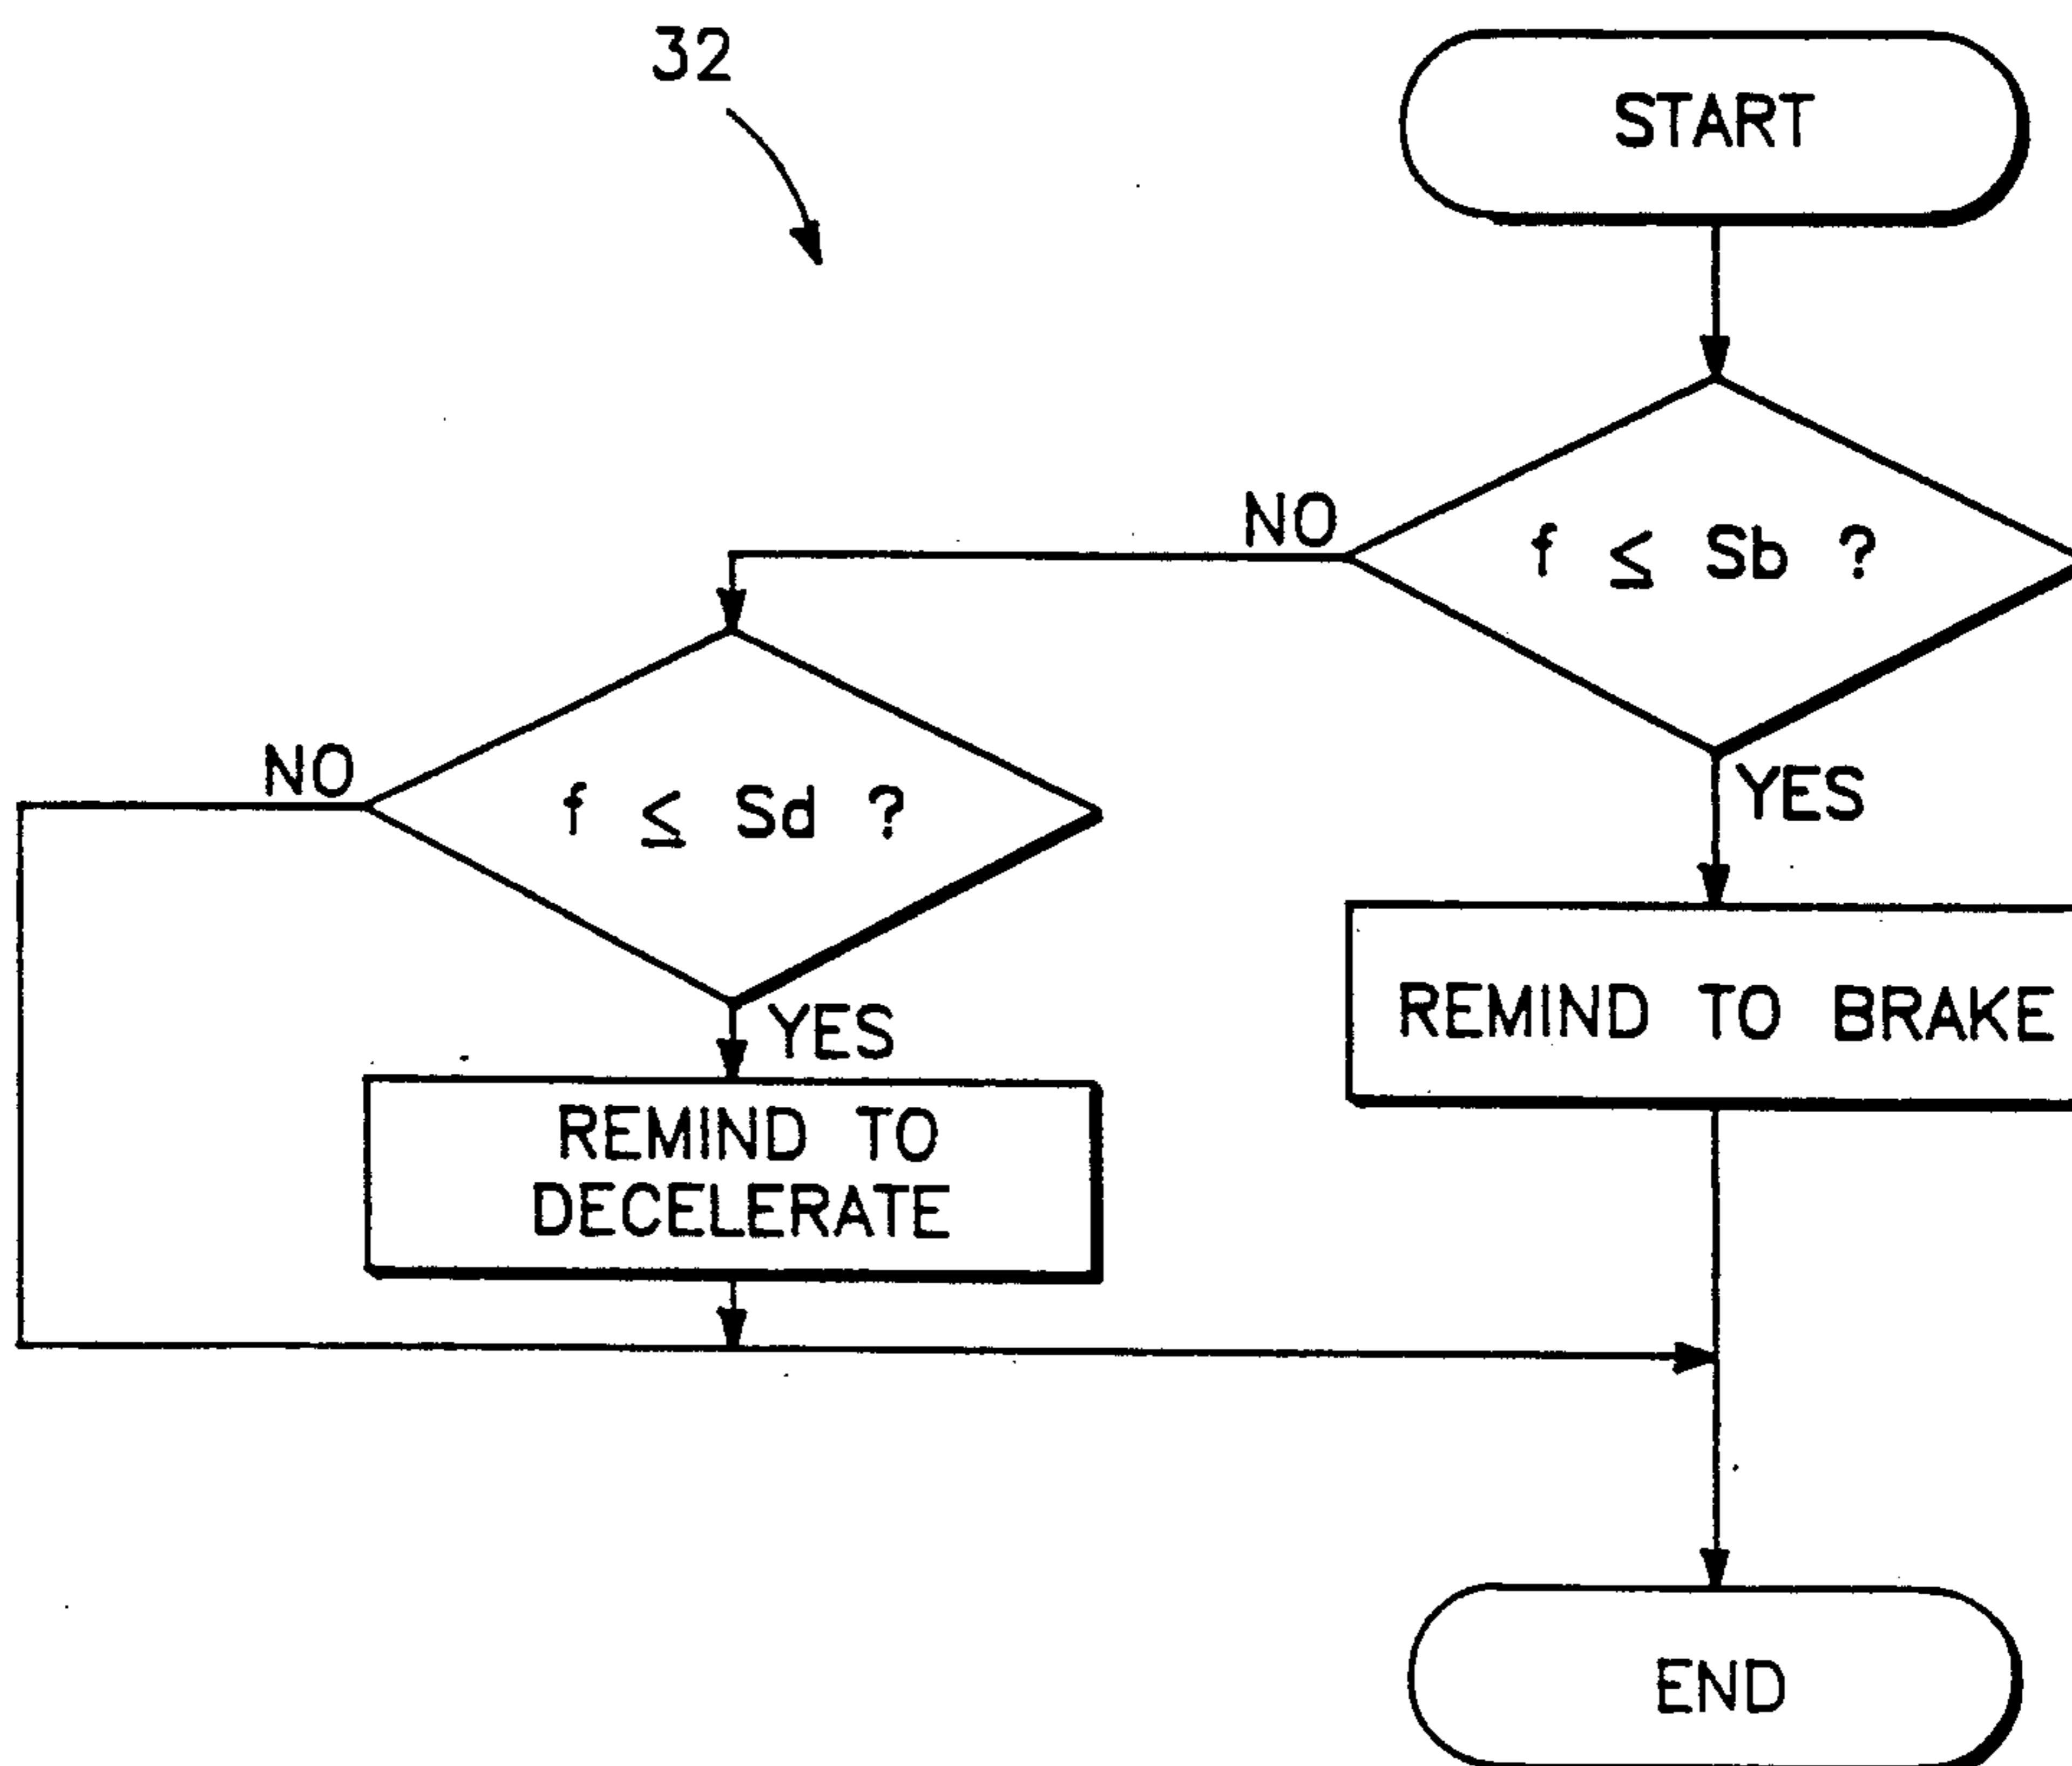 32
START
NO
f ≤ Sb ?
YES
NO
f ≤ Sd ?
YES
REMIND TO BRAKE
REMIND TO
DECELERATE
END